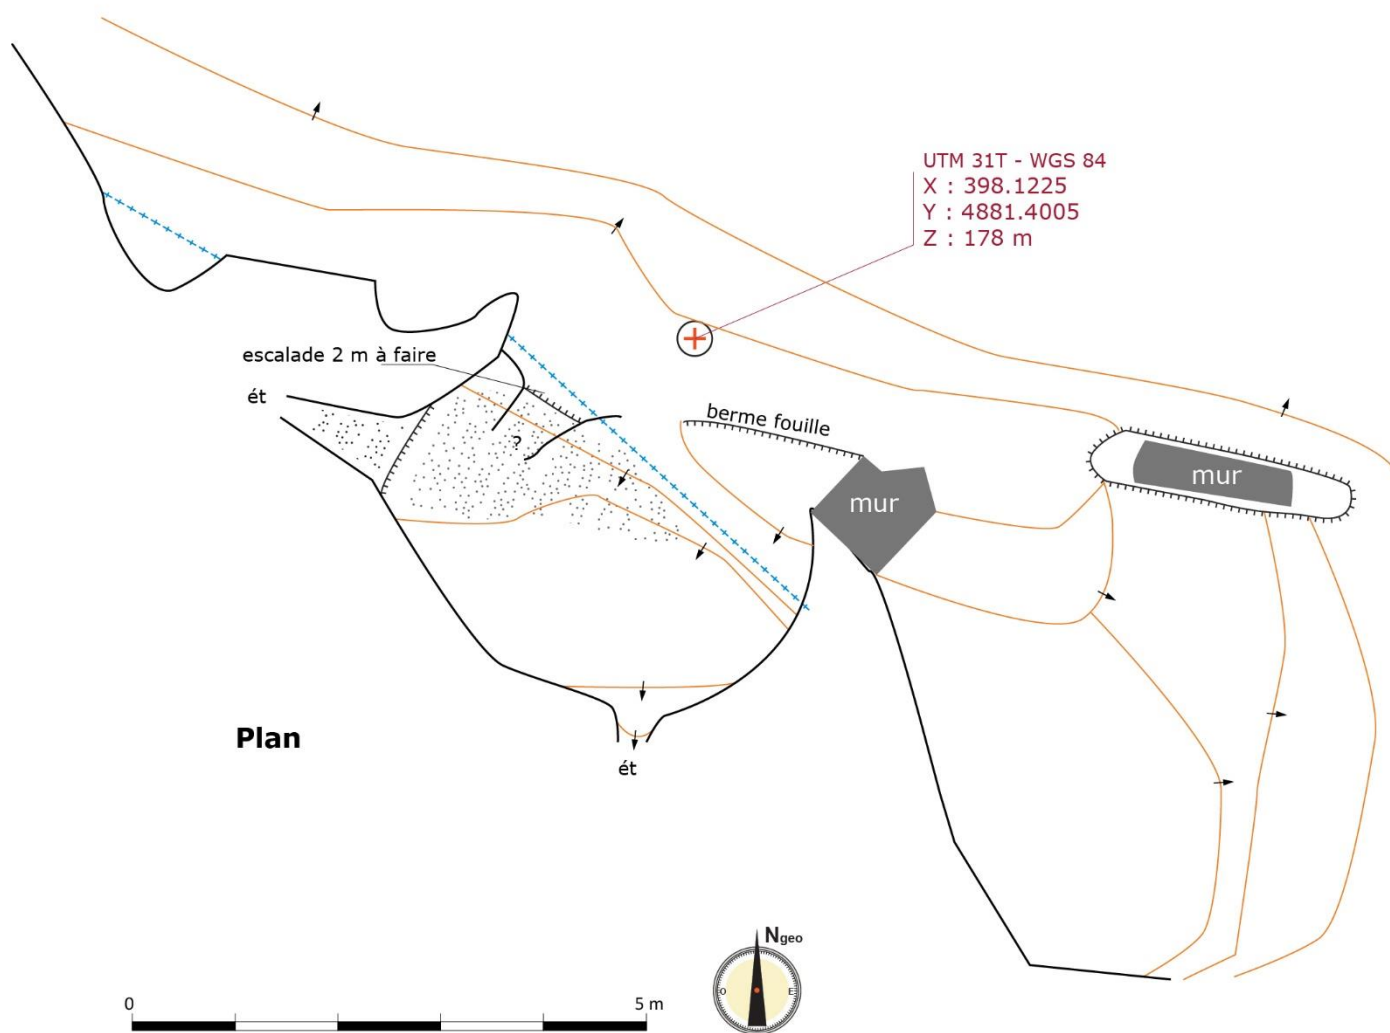 UTM 31T - WGS 84
X : 398.1225
Y : 4881.4005
Z : 178 m
escalade 2 m à faire
ét
berme fouille
?
mur
mur
Plan
ét
Ngeo
O E
0 5 m